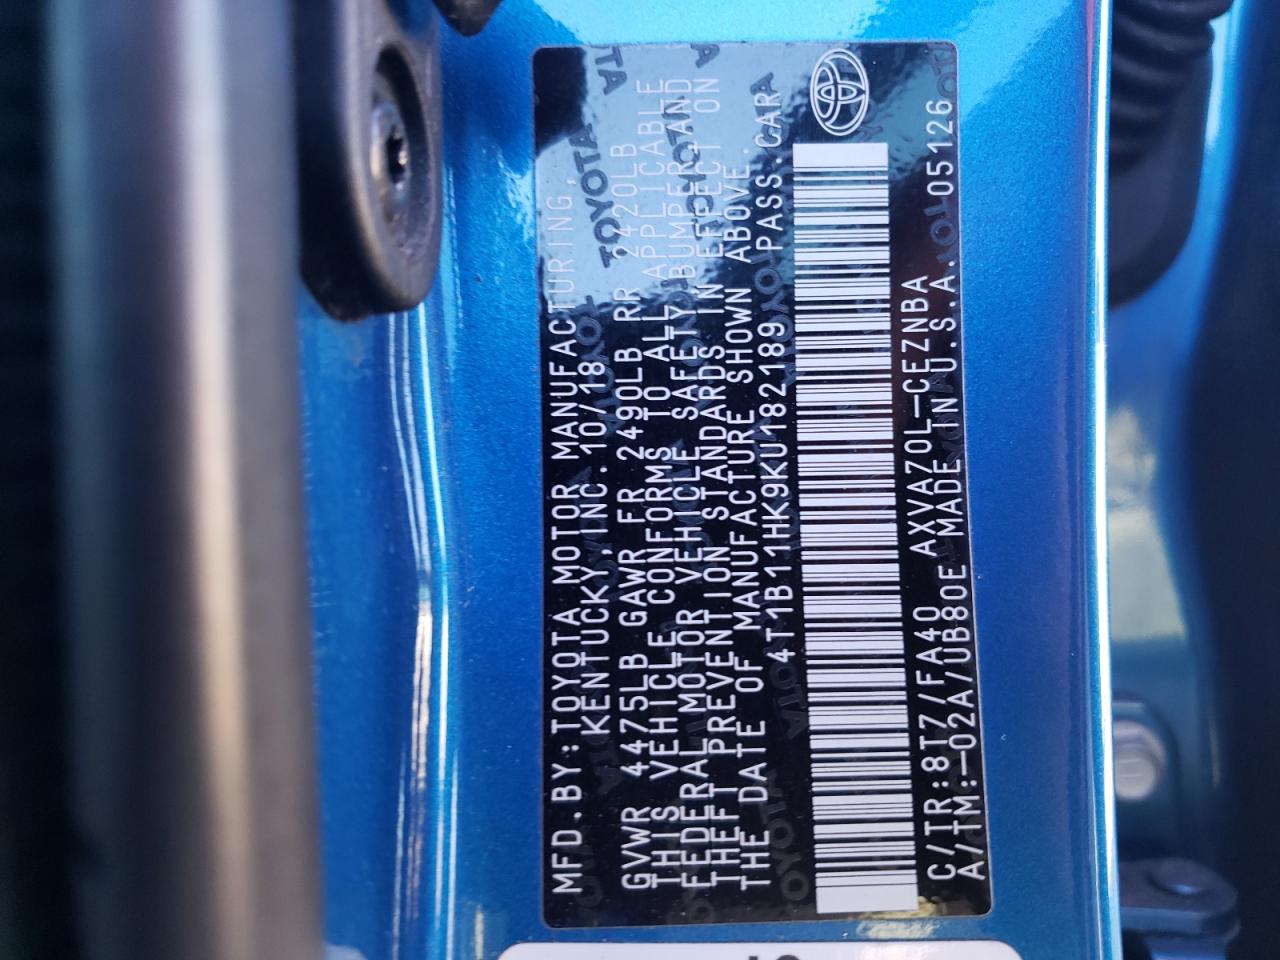 MFD.BY:TOYOTA MOTOR MANUFACTURING,
KENTUCKY,INC. 10/18
GVWR 4475LB GAWR FR 2490LB RR 2420LB
THIS VEHICLE CONFORMS TO ALL APPLICABLE
FEDERAL MOTOR VEHICLE SAFETY,BUMPER,AND
THEFT PREVENTION STANDARDS IN EFFECT ON
THE DATE OF MANUFACTURE SHOWN ABOVE.
4T1B11HK9KU182189 PASS.CAR
C/TR:8T7/FA40 AXVA70L-CEZNBA
A/TM:-02A/UB80E MADE IN U.S.A. 05126